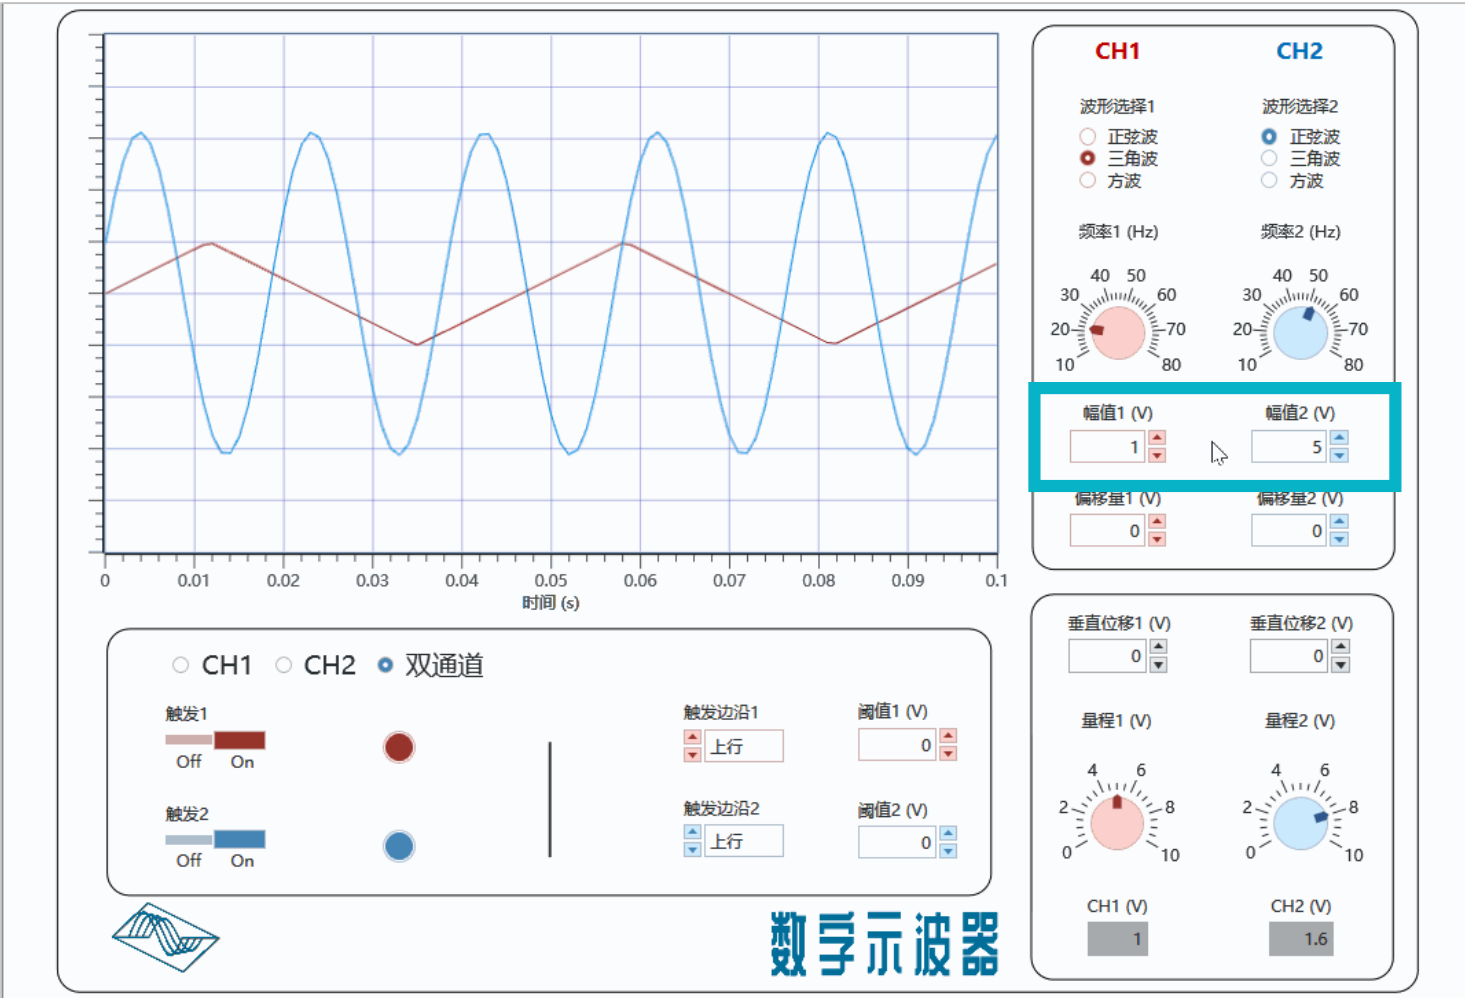 CH1 CH2
波形选择1 波形选择2
正弦波 正弦波
三角波 三角波
方波 方波
频率1 (Hz) 频率2 (Hz)
40 50 40 50
30 60 30 60
20 70 20 70
10 80 10 80
幅值1 (V) 幅值2 (V)
1 5
偏移量1 (V) 偏移量2 (V)
0 0
0 0.01 0.02 0.03 0.04 0.05 0.06 0.07 0.08 0.09 0.1
时间 (s)
CH1 CH2 双通道
触发1 触发边沿1 阈值1 (V)
上行 0
Off On
触发2 触发边沿2 阈值2 (V)
上行 0
Off On
垂直位移1 (V) 垂直位移2 (V)
0 0
量程1 (V) 量程2 (V)
4 6 4 6
2 8 2 8
0 10 0 10
CH1 (V) CH2 (V)
1 1.6
数字示波器